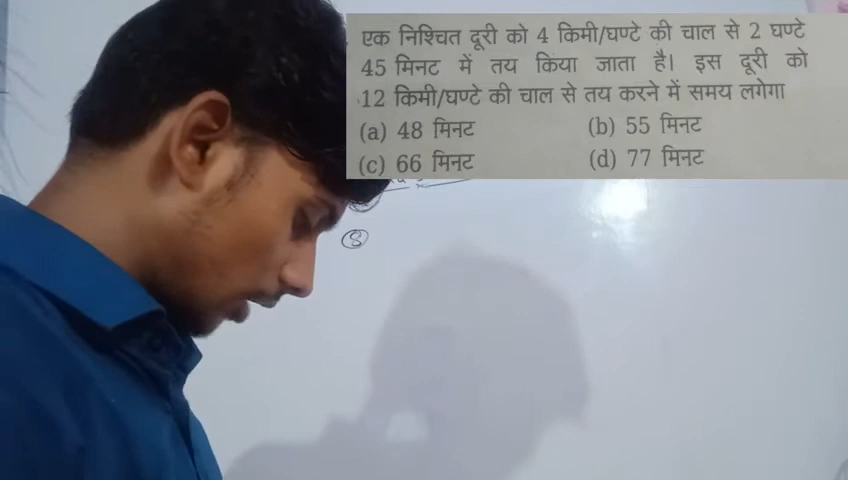 एक निश्चित दूरी को 4 किमी/घण्टे की चाल से 2 घण्टे
45 मिनट में तय किया जाता है। इस दूरी को
12 किमी/घण्टे की चाल से तय करने में समय लगेगा
(a) 48 मिनट (b) 55 मिनट
(c) 66 मिनट (d) 77 मिनट
8